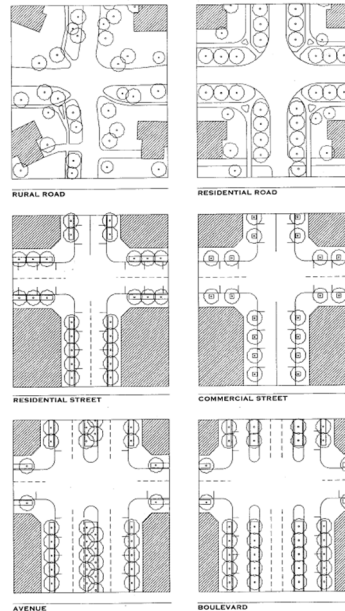 RURAL ROAD
RESIDENTIAL ROAD
RESIDENTIAL STREET
COMMERCIAL STREET
AVENUE
BOULEVARD